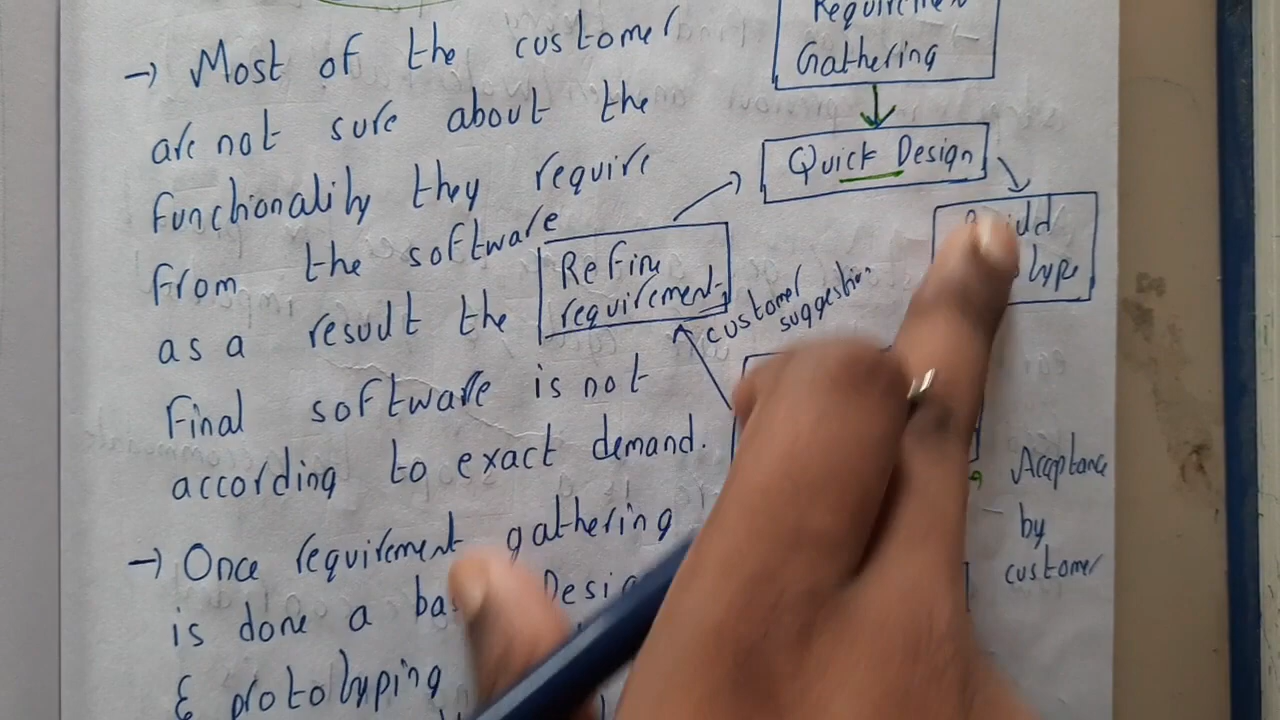 → Most of the customer
are not sure about the
functionality they require
from the software
as a result the
final software is not
according to exact demand.
→ Once requirement gathering
is done a
& prototyping
Requirement
Gathering
Quick Design
Refine
requirement
customer
suggestion
Acceptance
by
customer